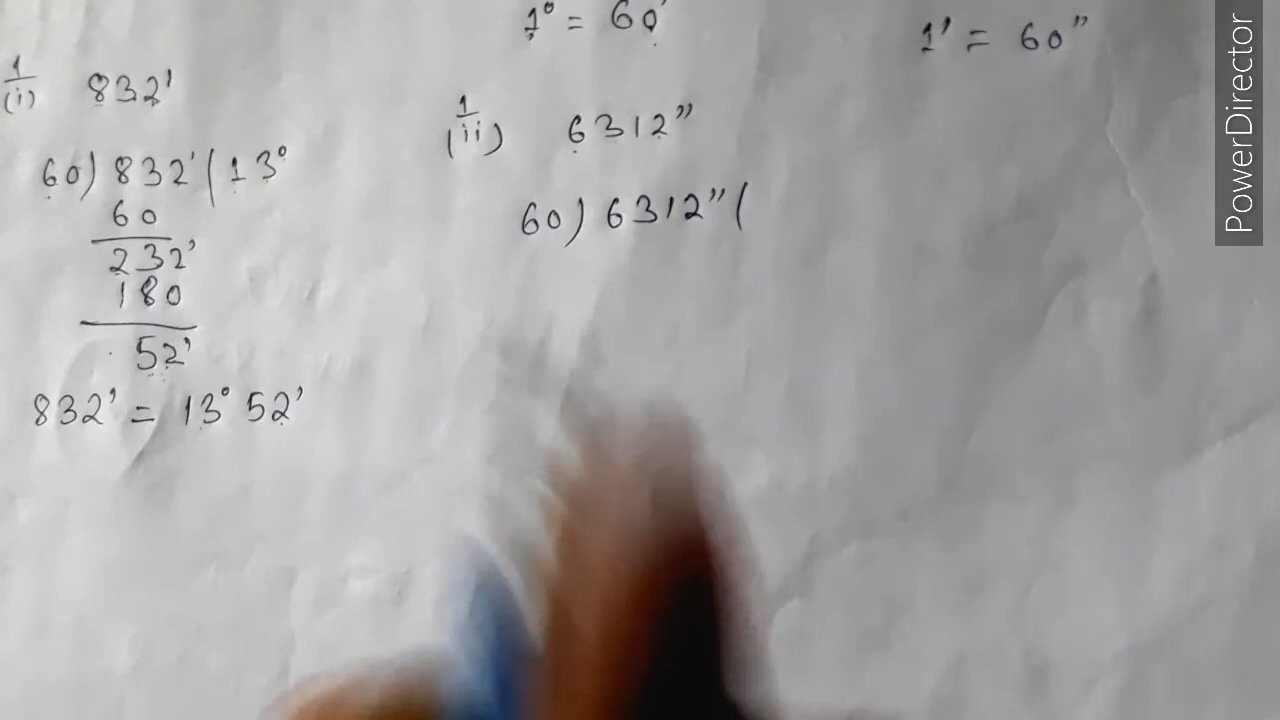 1° = 60'
1' = 60"
1
(i) 832'
60) 832' (13°
60
232'
180
52'
832' = 13° 52'
1
(ii) 6312"
60) 6312" (
PowerDirector